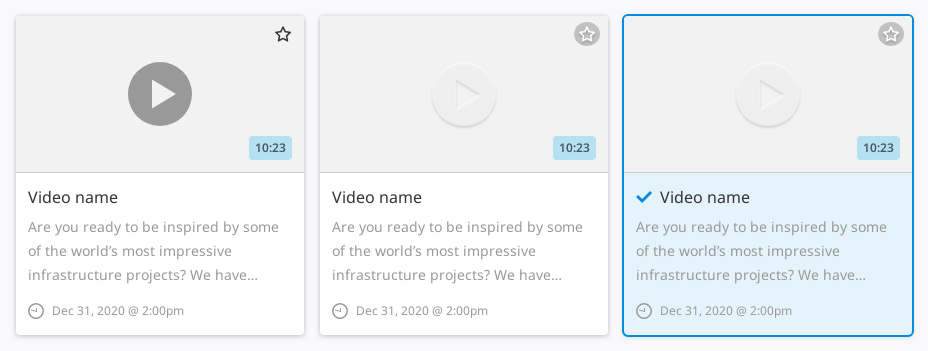 10:23
Video name
Are you ready to be inspired by some
of the world’s most impressive
infrastructure projects? We have...
Dec 31, 2020 @ 2:00pm
10:23
Video name
Are you ready to be inspired by some
of the world’s most impressive
infrastructure projects? We have...
Dec 31, 2020 @ 2:00pm
10:23
Video name
Are you ready to be inspired by some
of the world’s most impressive
infrastructure projects? We have...
Dec 31, 2020 @ 2:00pm